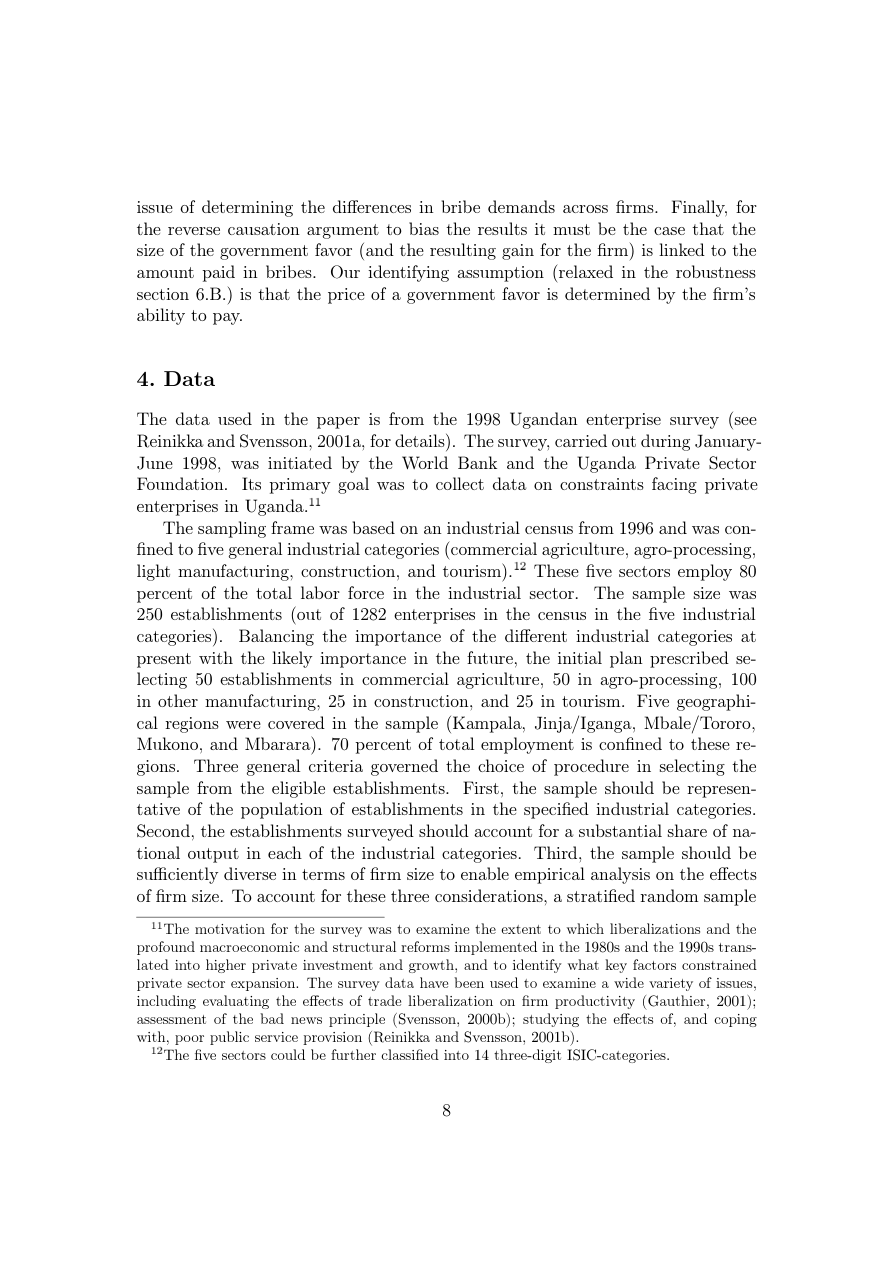 issue of determining the differences in bribe demands across firms. Finally, for
the reverse causation argument to bias the results it must be the case that the
size of the government favor (and the resulting gain for the firm) is linked to the
amount paid in bribes. Our identifying assumption (relaxed in the robustness
section 6.B.) is that the price of a government favor is determined by the firm's
ability to pay.
4. Data
The data used in the paper is from the 1998 Ugandan enterprise survey (see
Reinikka and Svensson, 2001a, for details). The survey, carried out during January-
June 1998, was initiated by the World Bank and the Uganda Private Sector
Foundation. Its primary goal was to collect data on constraints facing private
enterprises in Uganda.11
The sampling frame was based on an industrial census from 1996 and was con-
fined to five general industrial categories (commercial agriculture, agro-processing,
light manufacturing, construction, and tourism).12 These five sectors employ 80
percent of the total labor force in the industrial sector. The sample size was
250 establishments (out of 1282 enterprises in the census in the five industrial
categories). Balancing the importance of the different industrial categories at
present with the likely importance in the future, the initial plan prescribed se-
lecting 50 establishments in commercial agriculture, 50 in agro-processing, 100
in other manufacturing, 25 in construction, and 25 in tourism. Five geographi-
cal regions were covered in the sample (Kampala, Jinja/Iganga, Mbale/Tororo,
Mukono, and Mbarara). 70 percent of total employment is confined to these re-
gions. Three general criteria governed the choice of procedure in selecting the
sample from the eligible establishments. First, the sample should be represen-
tative of the population of establishments in the specified industrial categories.
Second, the establishments surveyed should account for a substantial share of na-
tional output in each of the industrial categories. Third, the sample should be
sufficiently diverse in terms of firm size to enable empirical analysis on the effects
of firm size. To account for these three considerations, a stratified random sample
11The motivation for the survey was to examine the extent to which liberalizations and the
profound macroeconomic and structural reforms implemented in the 1980s and the 1990s trans-
lated into higher private investment and growth, and to identify what key factors constrained
private sector expansion. The survey data have been used to examine a wide variety of issues,
including evaluating the effects of trade liberalization on firm productivity (Gauthier, 2001);
assessment of the bad news principle (Svensson, 2000b); studying the effects of, and coping
with, poor public service provision (Reinikka and Svensson, 2001b).
12The five sectors could be further classified into 14 three-digit ISIC-categories.
8